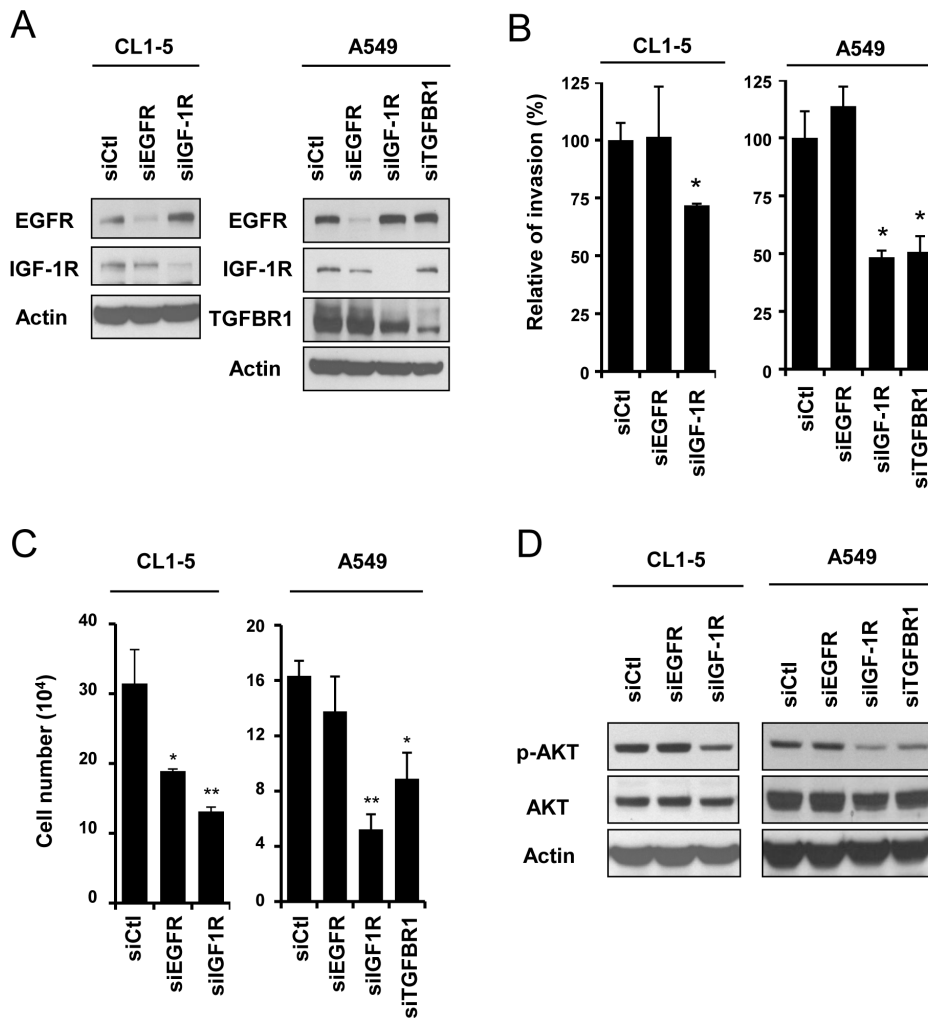 A
CL1-5
A549
siCtl
siEGFR
siIGF-1R
siCtl
siEGFR
siIGF-1R
siTGFBR1
EGFR
IGF-1R
Actin
EGFR
IGF-1R
TGFBR1
Actin
B
CL1-5
A549
Relative of invasion (%)
125
100
75
50
25
0
*
siCtl
siEGFR
siIGF-1R
125
100
75
50
25
0
*
*
siCtl
siEGFR
siIGF-1R
siTGFBR1
C
CL1-5
A549
Cell number (10⁴)
40
30
20
10
0
*
**
siCtl
siEGFR
siIGF1R
20
16
12
8
4
0
**
*
siCtl
siEGFR
siIGF1R
siTGFBR1
D
CL1-5
A549
siCtl
siEGFR
siIGF-1R
siCtl
siEGFR
siIGF-1R
siTGFBR1
p-AKT
AKT
Actin